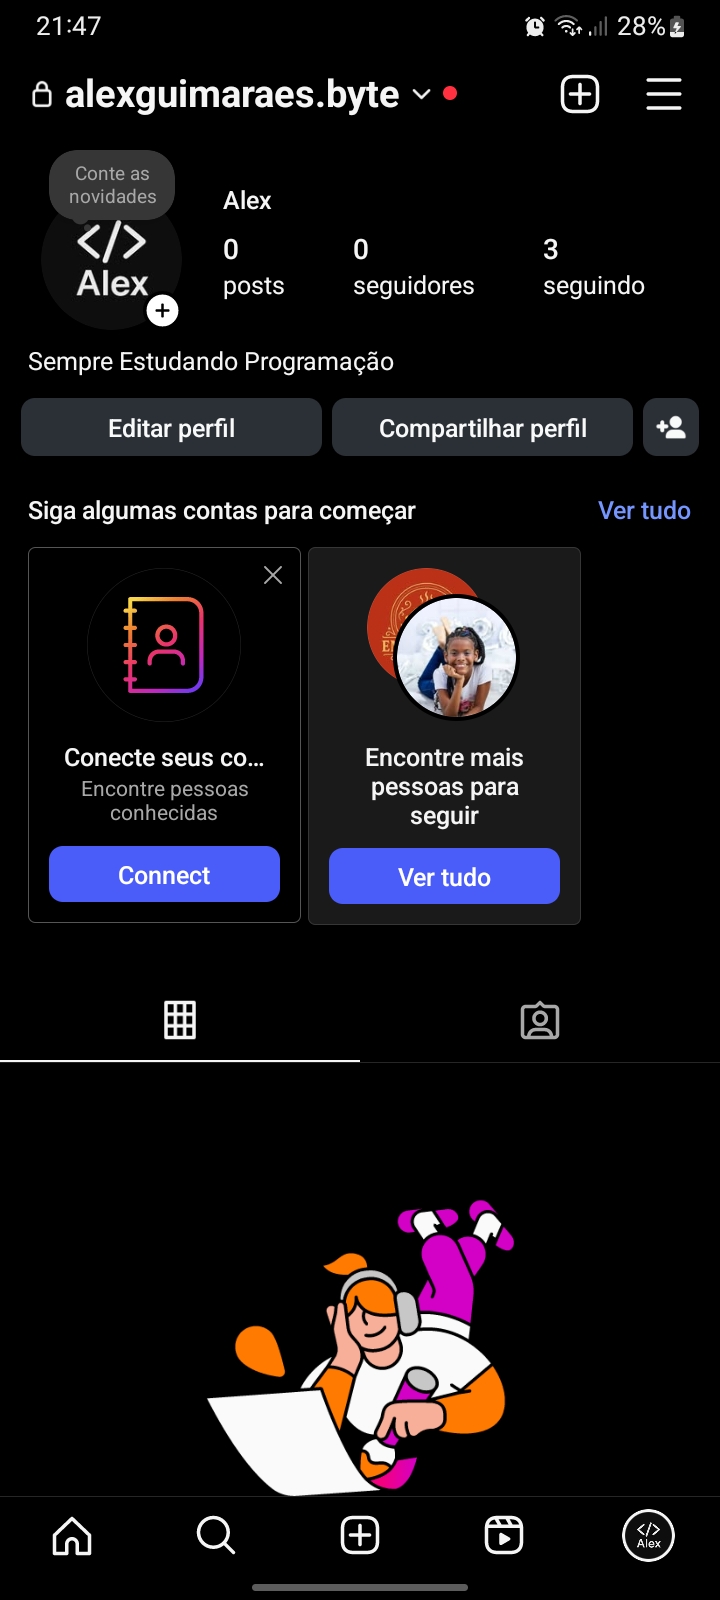 21:47
28%
alexguimaraes.byte
Conte as
novidades
</>
Alex
Alex
0
posts
0
seguidores
3
seguindo
Sempre Estudando Programação
Editar perfil
Compartilhar perfil
Siga algumas contas para começar
Ver tudo
Conecte seus co...
Encontre pessoas
conhecidas
Connect
Encontre mais
pessoas para
seguir
Ver tudo
</>
Alex